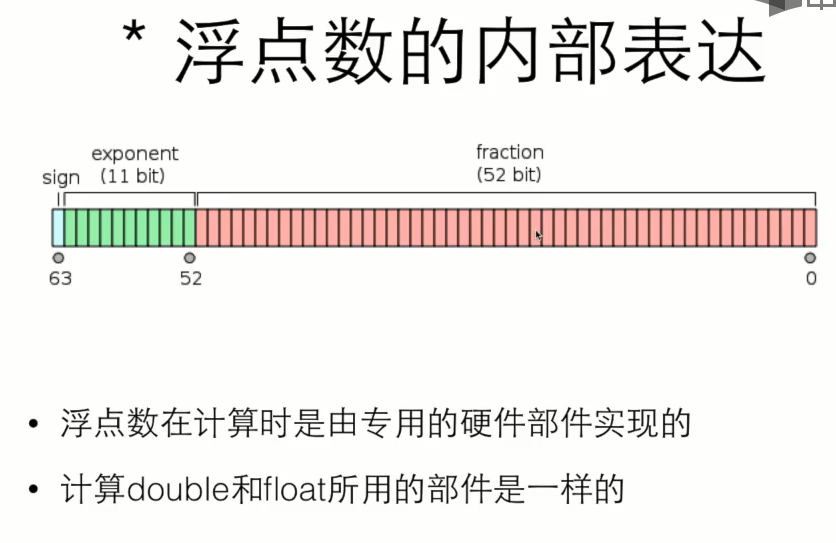 * 浮点数的内部表达
exponent
fraction
sign (11 bit)
(52 bit)
63
52
0
• 浮点数在计算时是由专用的硬件部件实现的
• 计算double和float所用的部件是一样的